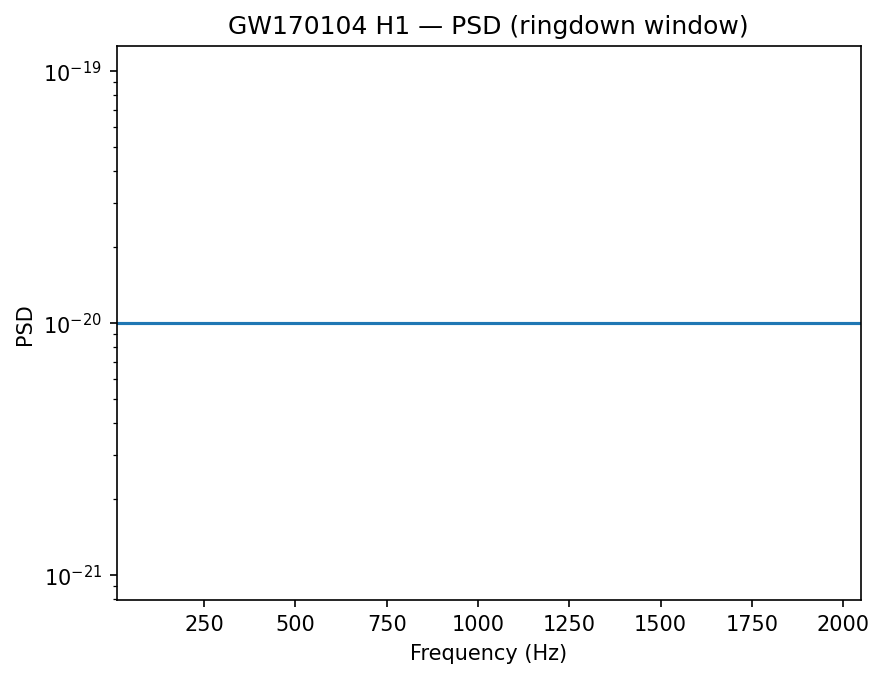 GW170104 H1 — PSD (ringdown window)
PSD
10⁻¹⁹
10⁻²⁰
10⁻²¹
250 500 750 1000 1250 1500 1750 2000
Frequency (Hz)